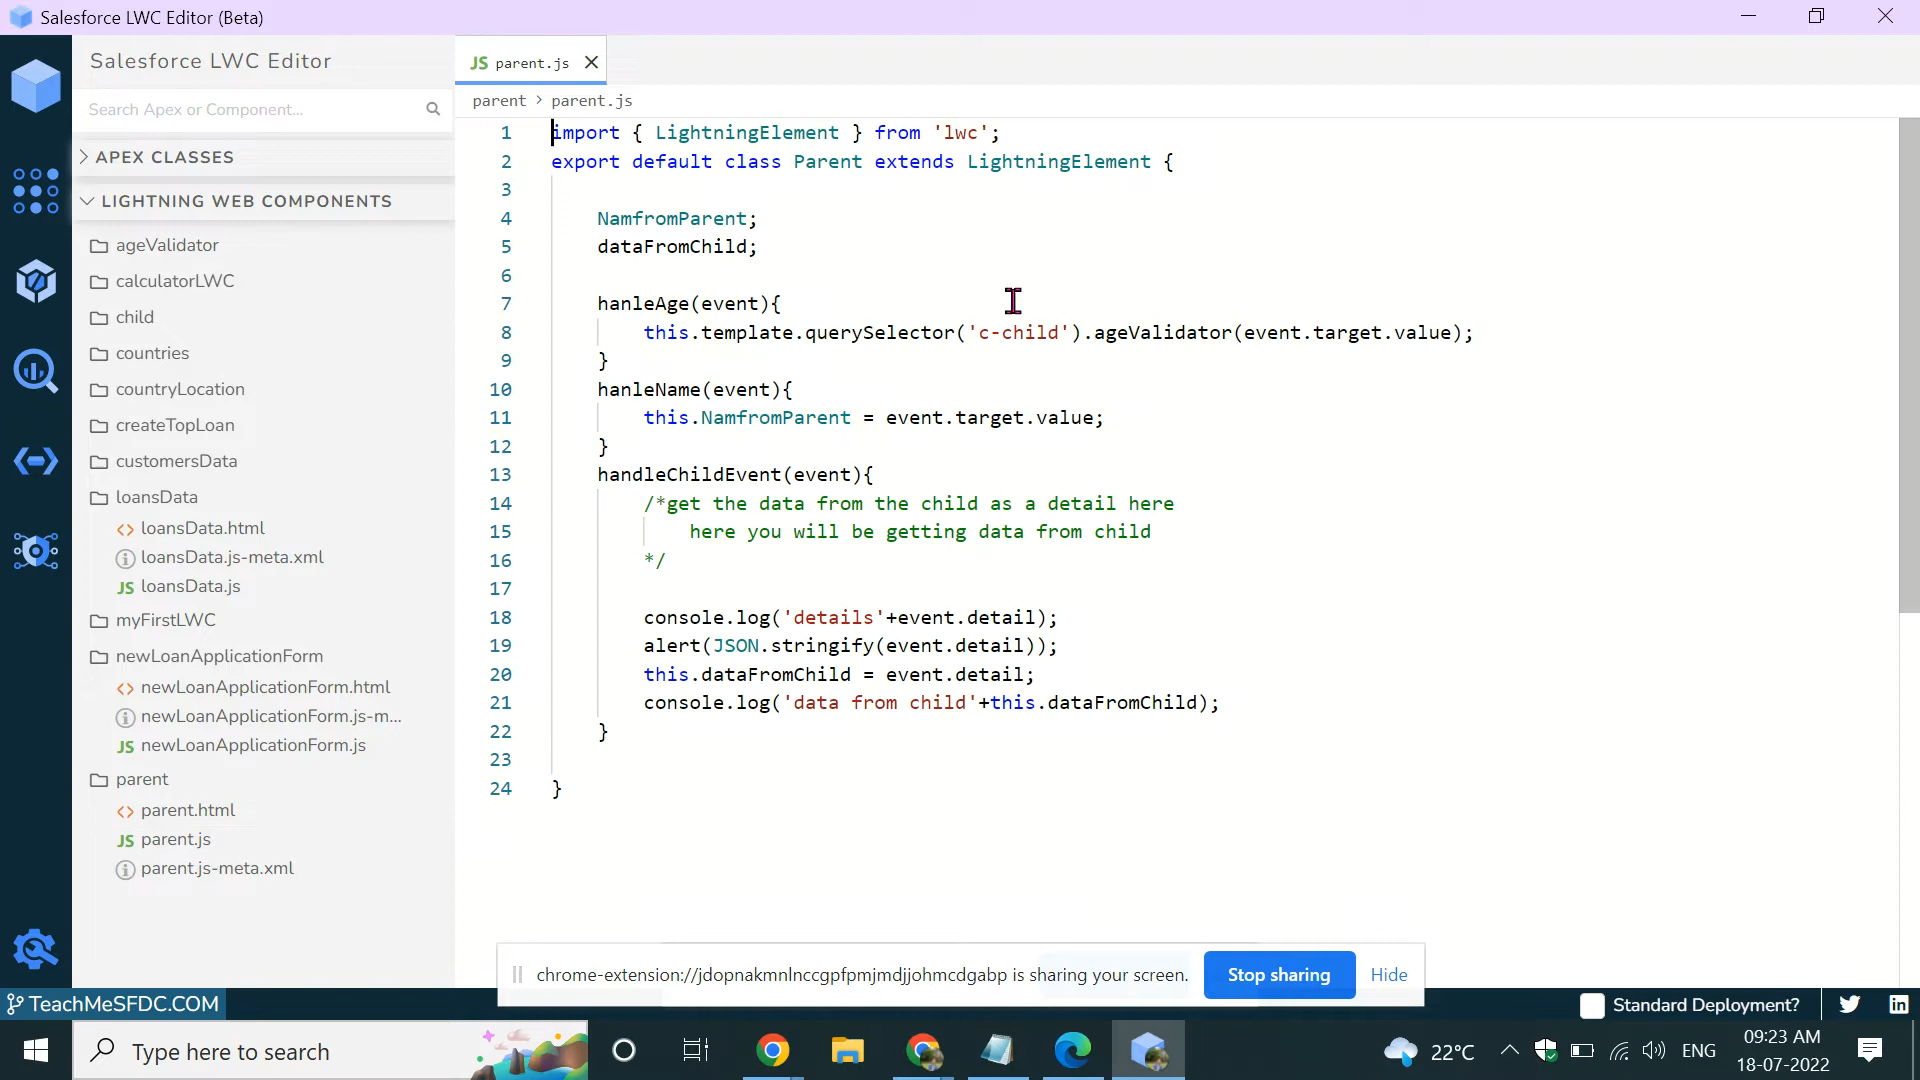 Salesforce LWC Editor (Beta)
Salesforce LWC Editor
Search Apex or Component...
APEX CLASSES
LIGHTNING WEB COMPONENTS
ageValidator
calculatorLWC
child
countries
countryLocation
createTopLoan
customersData
loansData
loansData.html
loansData.js-meta.xml
JS loansData.js
myFirstLWC
newLoanApplicationForm
newLoanApplicationForm.html
newLoanApplicationForm.js-m...
JS newLoanApplicationForm.js
parent
parent.html
JS parent.js
parent.js-meta.xml
JS parent.js
parent > parent.js
1 import { LightningElement } from 'lwc';
2 export default class Parent extends LightningElement {
3
4 NamfromParent;
5 dataFromChild;
6
7 hanleAge(event){
8 this.template.querySelector('c-child').ageValidator(event.target.value);
9 }
10 hanleName(event){
11 this.NamfromParent = event.target.value;
12 }
13 handleChildEvent(event){
14 /*get the data from the child as a detail here
15 here you will be getting data from child
16 */
17
18 console.log('details'+event.detail);
19 alert(JSON.stringify(event.detail));
20 this.dataFromChild = event.detail;
21 console.log('data from child'+this.dataFromChild);
22 }
23
24 }
chrome-extension://jdopnakmnlnccgpfpmjmdjjohmcdgabp is sharing your screen. Stop sharing Hide
TeachMeSFDC.COM
Standard Deployment?
Type here to search
22°C
ENG
09:23 AM
18-07-2022